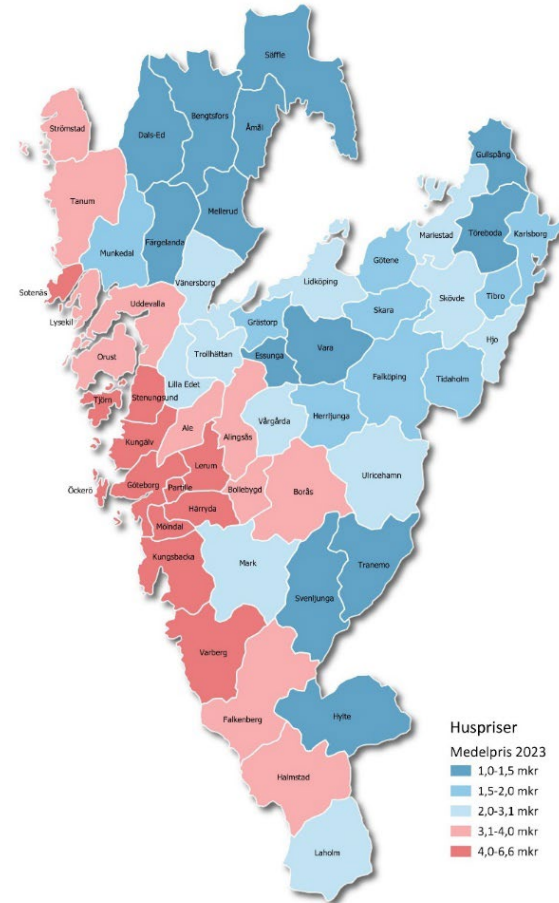 Säffle
Bengtsfors
Dals-Ed
Åmål
Strömstad
Gullspång
Tanum
Mellerud
Mariestad
Töreboda
Karlsborg
Munkedal
Färgelanda
Götene
Vänersborg
Lidköping
Skövde
Tibro
Sotenäs
Uddevalla
Lysekil
Grästorp
Skara
Hjo
Trollhättan
Essunga
Vara
Orust
Falköping
Tidaholm
Lilla Edet
Tjörn
Stenungsund
Vårgårda
Herrljunga
Ale
Alingsås
Kungälv
Lerum
Ulricehamn
Öckerö
Göteborg
Partille
Bollebygd
Borås
Härryda
Mölndal
Kungsbacka
Mark
Tranemo
Svenljunga
Varberg
Falkenberg
Hylte
Halmstad
Laholm
Huspriser
Medelpris 2023
1,0-1,5 mkr
1,5-2,0 mkr
2,0-3,1 mkr
3,1-4,0 mkr
4,0-6,6 mkr